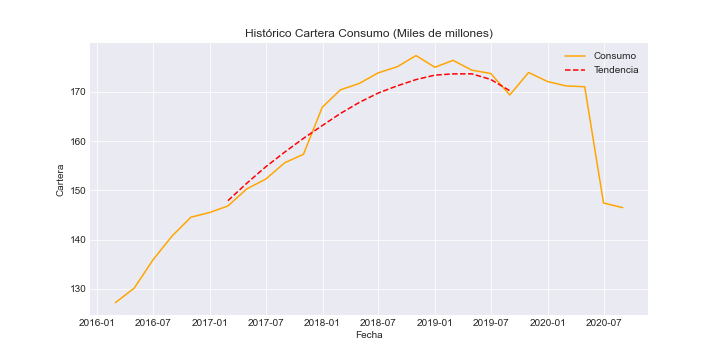 Histórico Cartera Consumo (Miles de millones)
Consumo
Tendencia
170
160
150
140
130
Cartera
2016-01 2016-07 2017-01 2017-07 2018-01 2018-07 2019-01 2019-07 2020-01 2020-07
Fecha